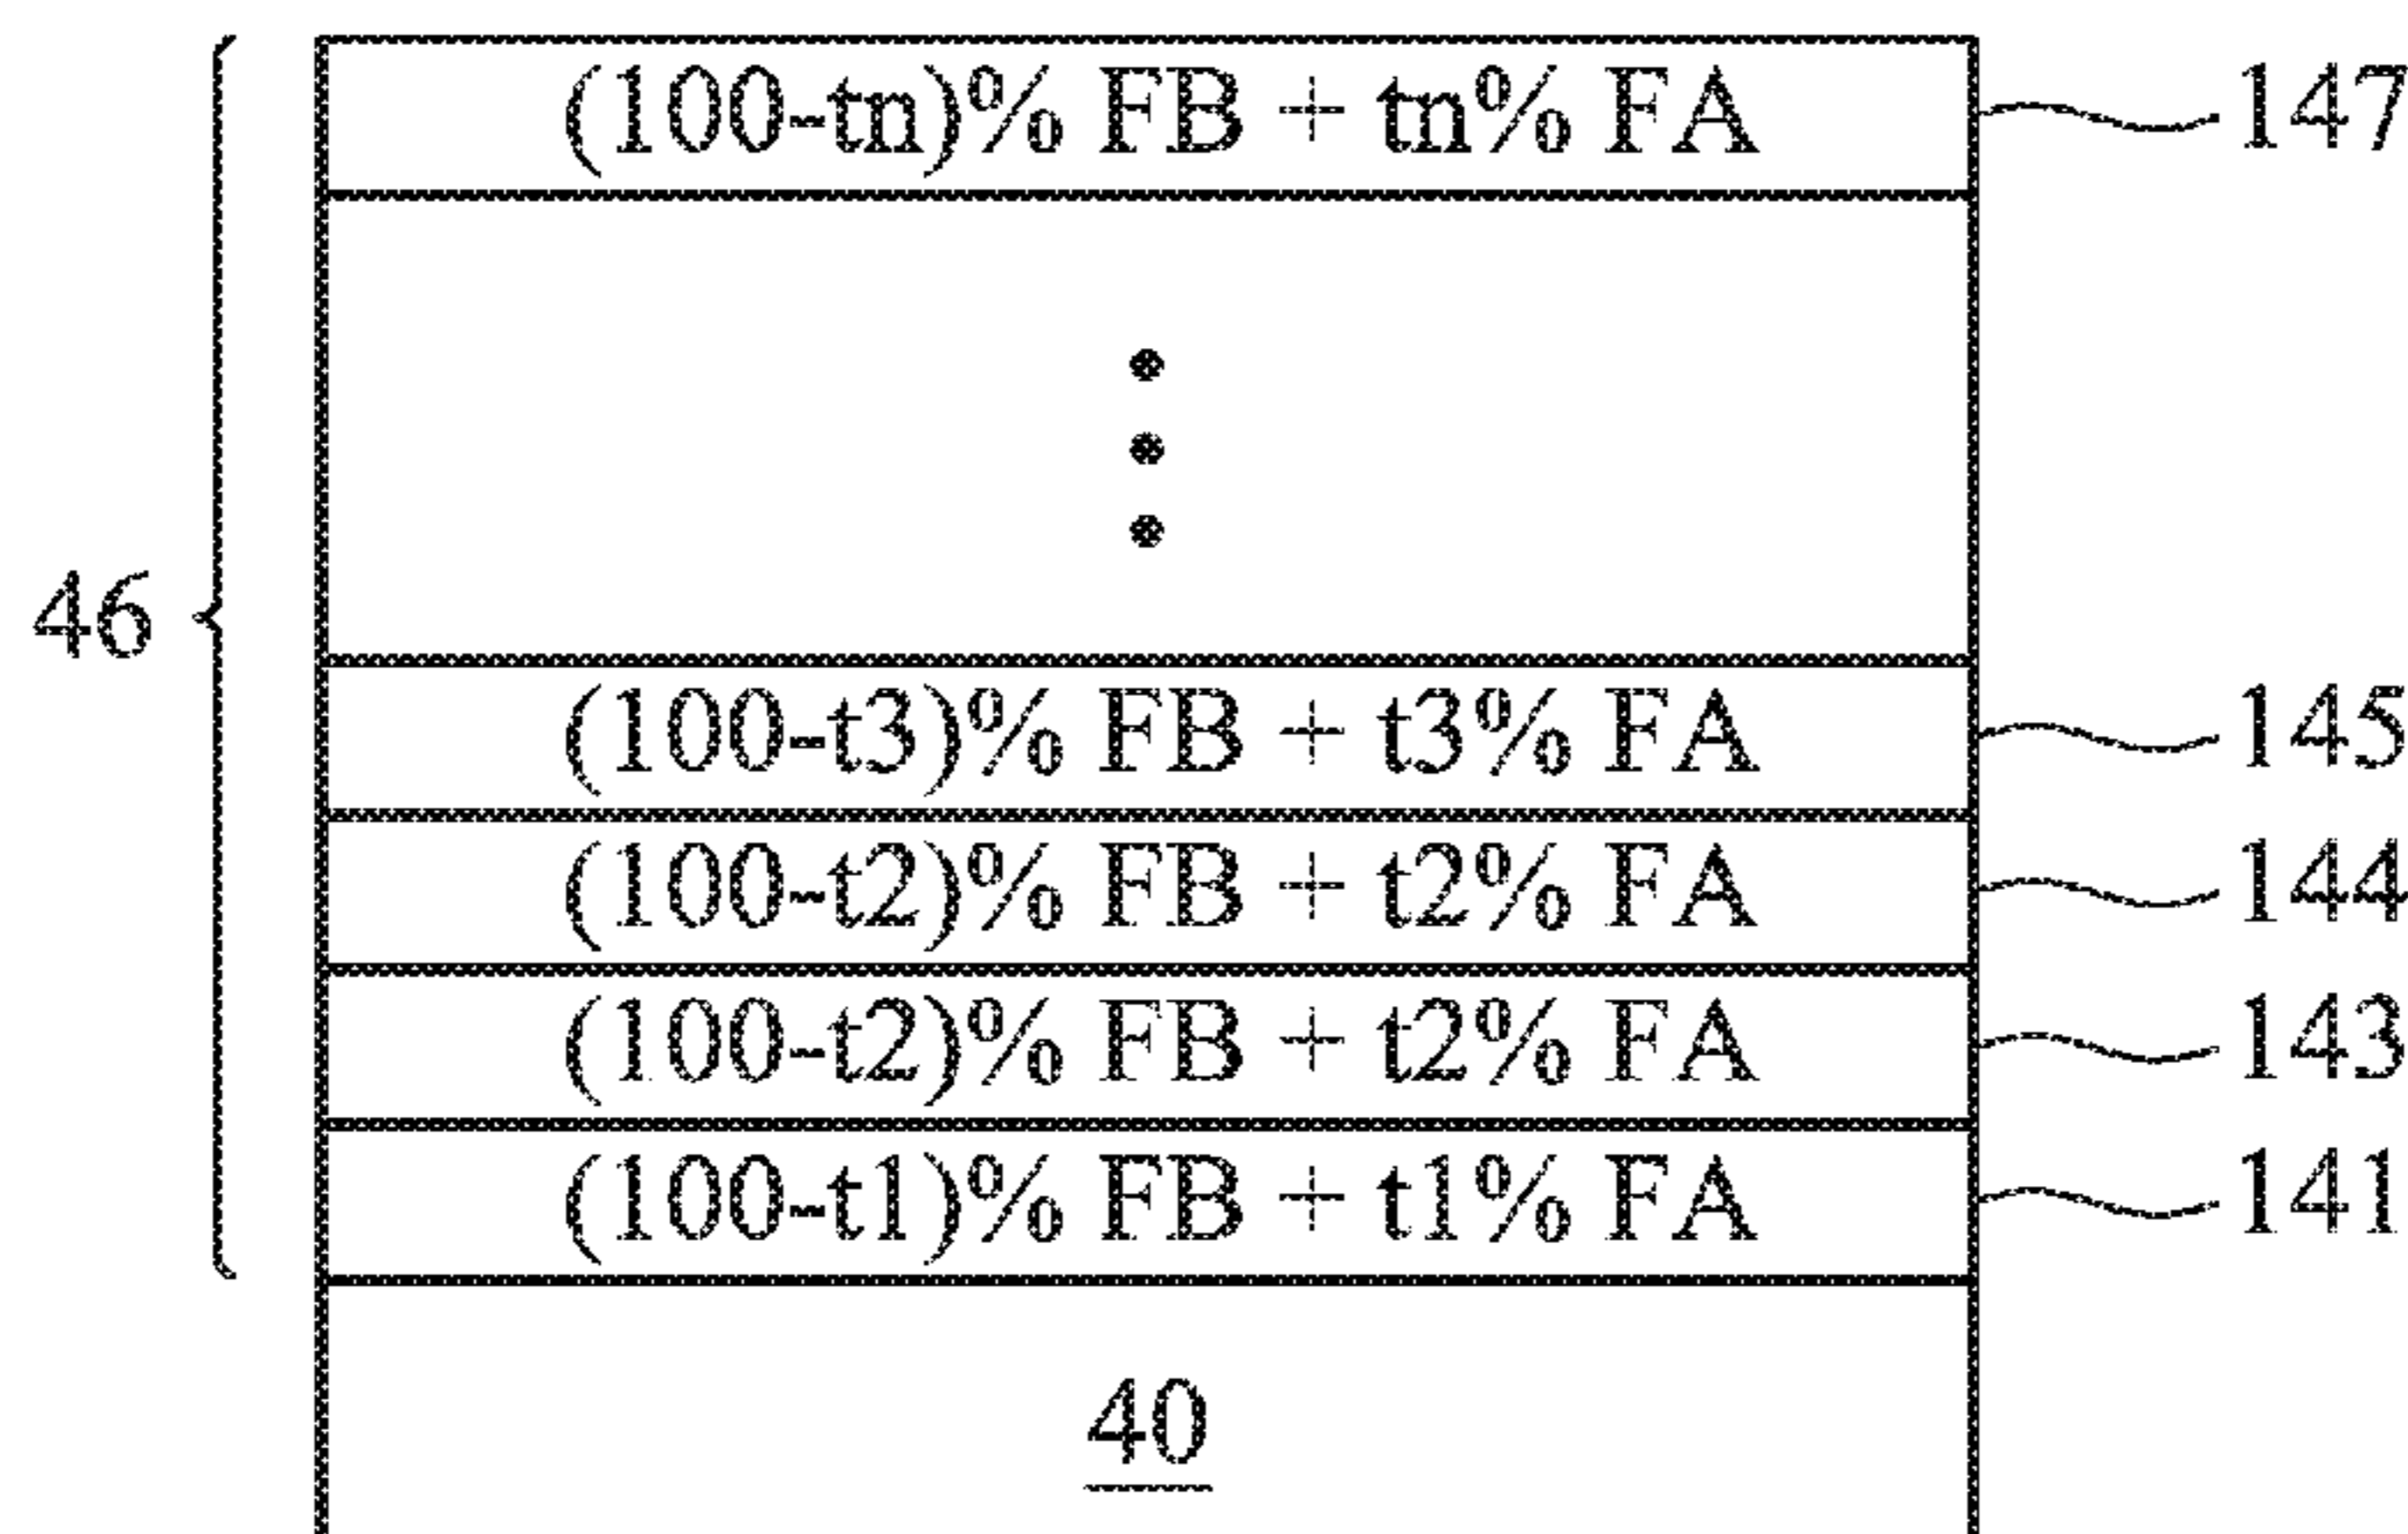 (100-tn)% FB + tn% FA 147
46
(100-t3)% FB + t3% FA 145
(100-t2)% FB + t2% FA 144
(100-t2)% FB + t2% FA 143
(100-t1)% FB + t1% FA 141
40